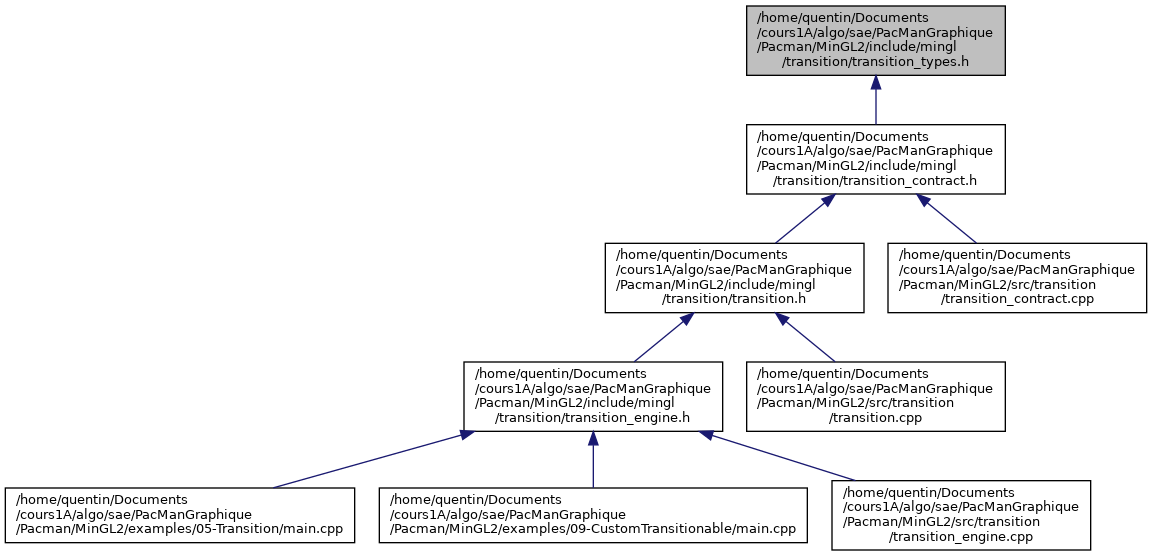 /home/quentin/Documents
/cours1A/algo/sae/PacManGraphique
/Pacman/MinGL2/include/mingl
/transition/transition_types.h
/home/quentin/Documents
/cours1A/algo/sae/PacManGraphique
/Pacman/MinGL2/include/mingl
/transition/transition_contract.h
/home/quentin/Documents
/cours1A/algo/sae/PacManGraphique
/Pacman/MinGL2/include/mingl
/transition/transition.h
/home/quentin/Documents
/cours1A/algo/sae/PacManGraphique
/Pacman/MinGL2/src/transition
/transition_contract.cpp
/home/quentin/Documents
/cours1A/algo/sae/PacManGraphique
/Pacman/MinGL2/include/mingl
/transition/transition_engine.h
/home/quentin/Documents
/cours1A/algo/sae/PacManGraphique
/Pacman/MinGL2/src/transition
/transition.cpp
/home/quentin/Documents
/cours1A/algo/sae/PacManGraphique
/Pacman/MinGL2/examples/05-Transition/main.cpp
/home/quentin/Documents
/cours1A/algo/sae/PacManGraphique
/Pacman/MinGL2/examples/09-CustomTransitionable/main.cpp
/home/quentin/Documents
/cours1A/algo/sae/PacManGraphique
/Pacman/MinGL2/src/transition
/transition_engine.cpp